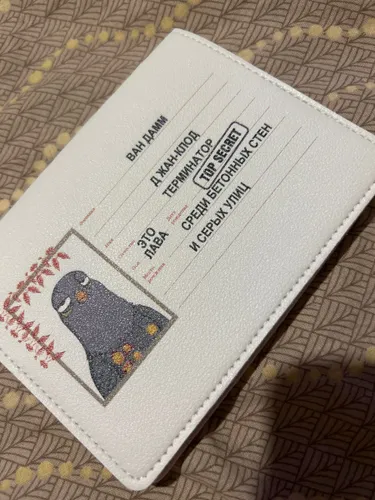 ВАН ДАММ
Д ЖАН-КЛОД
ТЕРМИНАТОР
ЭТО
ЛАВА
TOP SECRET
СРЕДИ БЕТОННЫХ СТЕН
И СЕРЫХ УЛИЦ